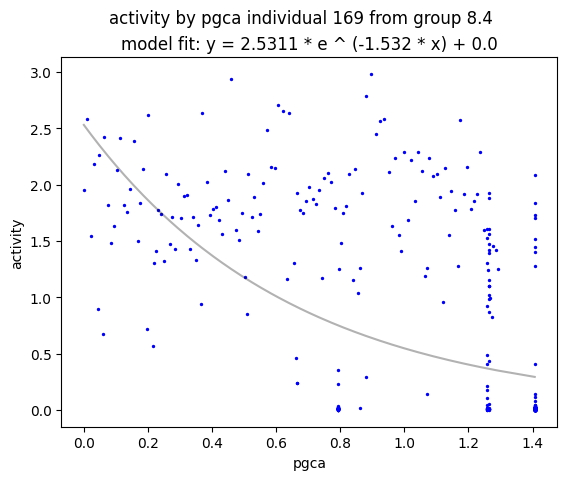 activity by pgca individual 169 from group 8.4
model fit: y = 2.5311 * e ^ (-1.532 * x) + 0.0
3.0
2.5
2.0
1.5
1.0
0.5
0.0
activity
0.0 0.2 0.4 0.6 0.8 1.0 1.2 1.4
pgca